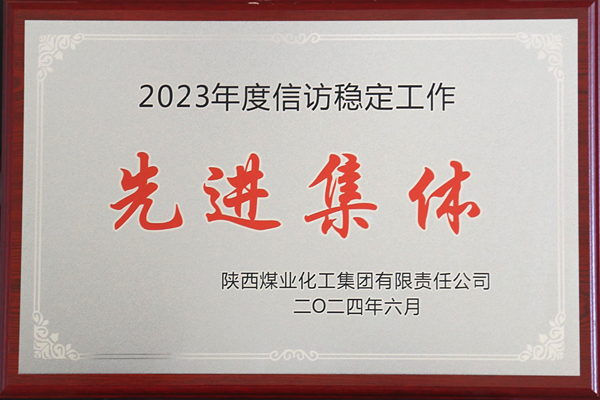 2023年度信访稳定工作
先进集体
陕西煤业化工集团有限责任公司
二〇二四年六月